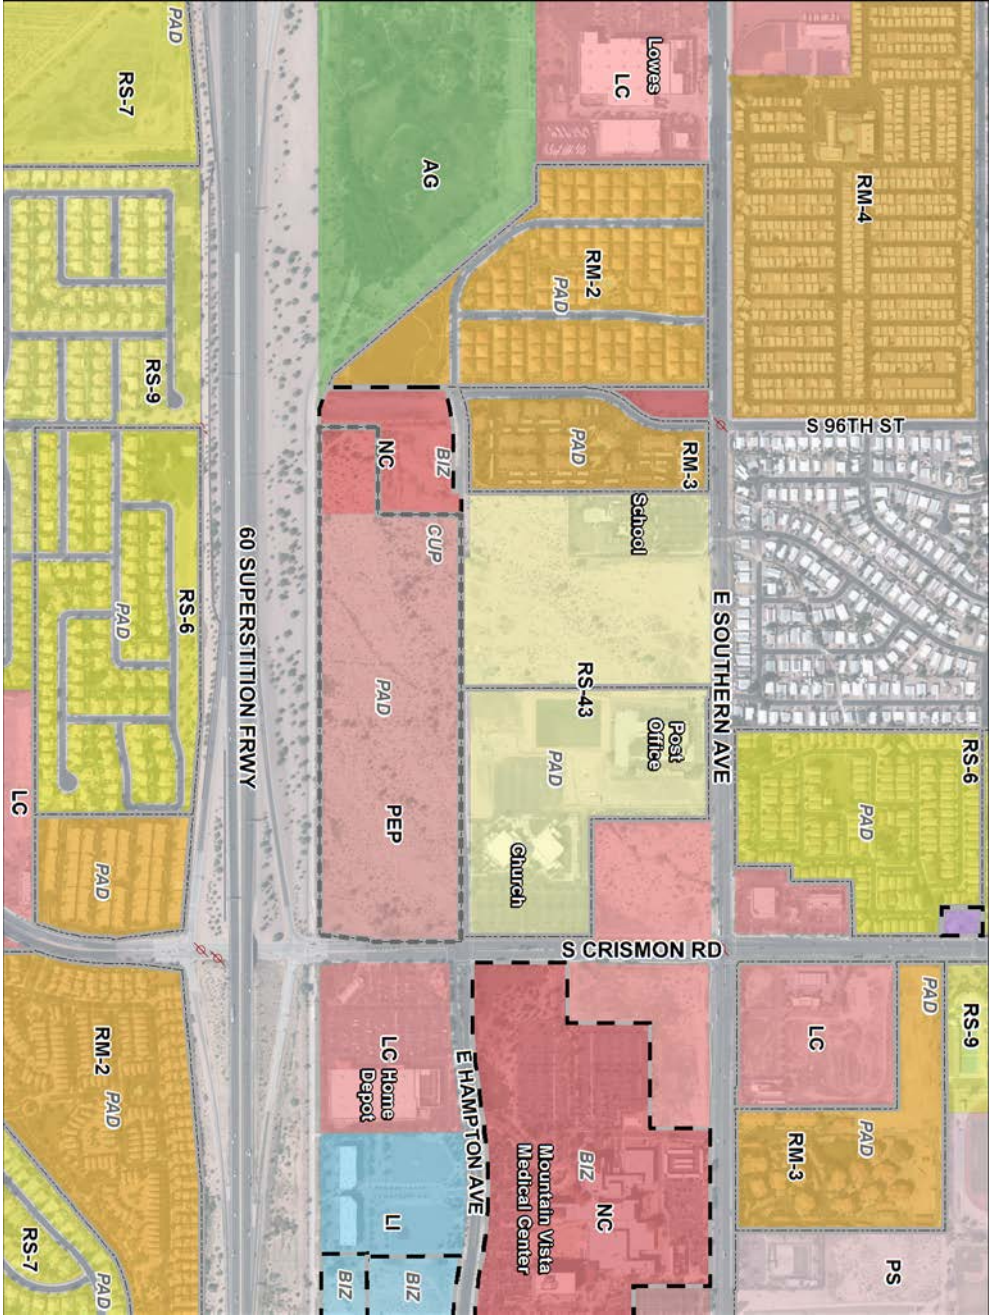 RS-6
RS-9
PAD
RM-4
PAD
PAD
PS
S 96TH ST
LC
RM-3
E SOUTHERN AVE
S CRISMON RD
Lowes
LC
RM-3
Post
Office
School
RM-2
PAD
PAD
RS-43
PAD
BIZ
NC
Mountain Vista
Medical Center
Church
E HAMPTON AVE
AG
BIZ
CUP
NC
PAD
PEP
LC Home
Depot
LI
BIZ
BIZ
60 SUPERSTITION FRWY
PAD
RS-7
RS-9
RS-6
PAD
PAD
RM-2
PAD
PAD
LC
RS-7